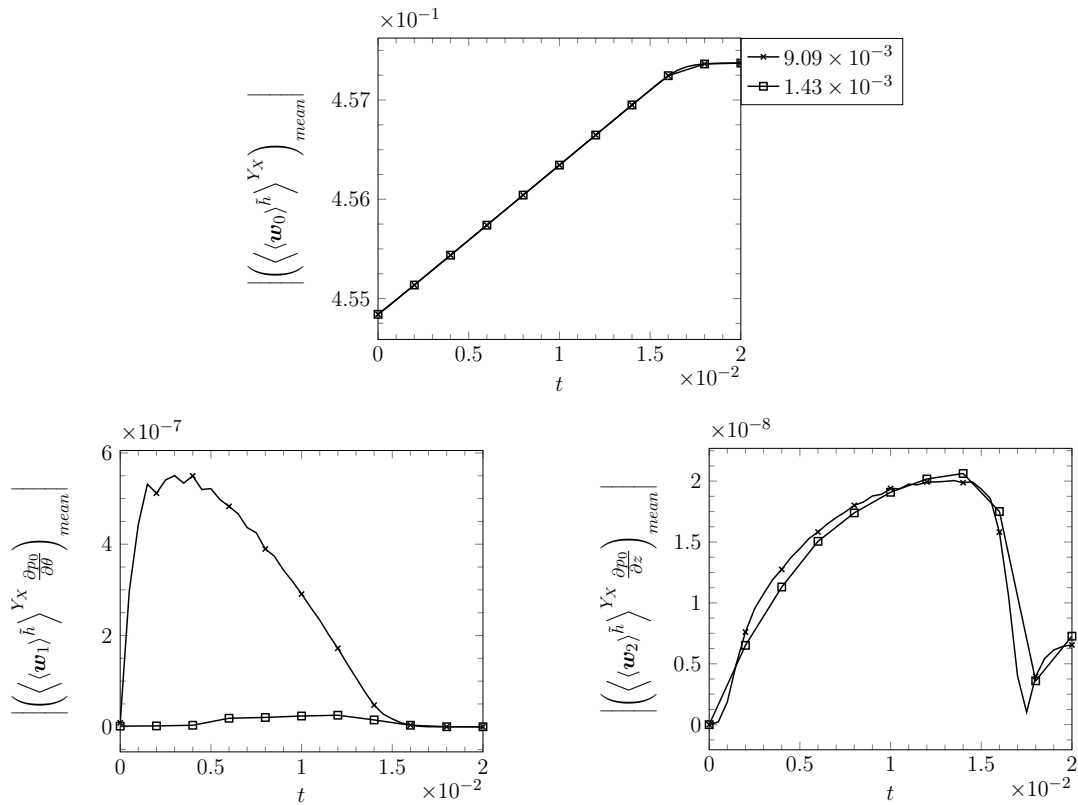 ×10⁻¹
|(⟨⟨w₀⟩^h̃⟩^{Y_X})_{mean}|
4.57
4.56
4.55
0 0.5 1 1.5 2
×10⁻²
t
9.09 × 10⁻³
1.43 × 10⁻³
×10⁻⁷
|(⟨⟨w₁⟩^h̃⟩^{Y_X} ∂p₀/∂θ)_{mean}|
6
4
2
0
0 0.5 1 1.5 2
×10⁻²
t
×10⁻⁸
|(⟨⟨w₂⟩^h̃⟩^{Y_X} ∂p₀/∂z)_{mean}|
2
1.5
1
0.5
0
0 0.5 1 1.5 2
×10⁻²
t